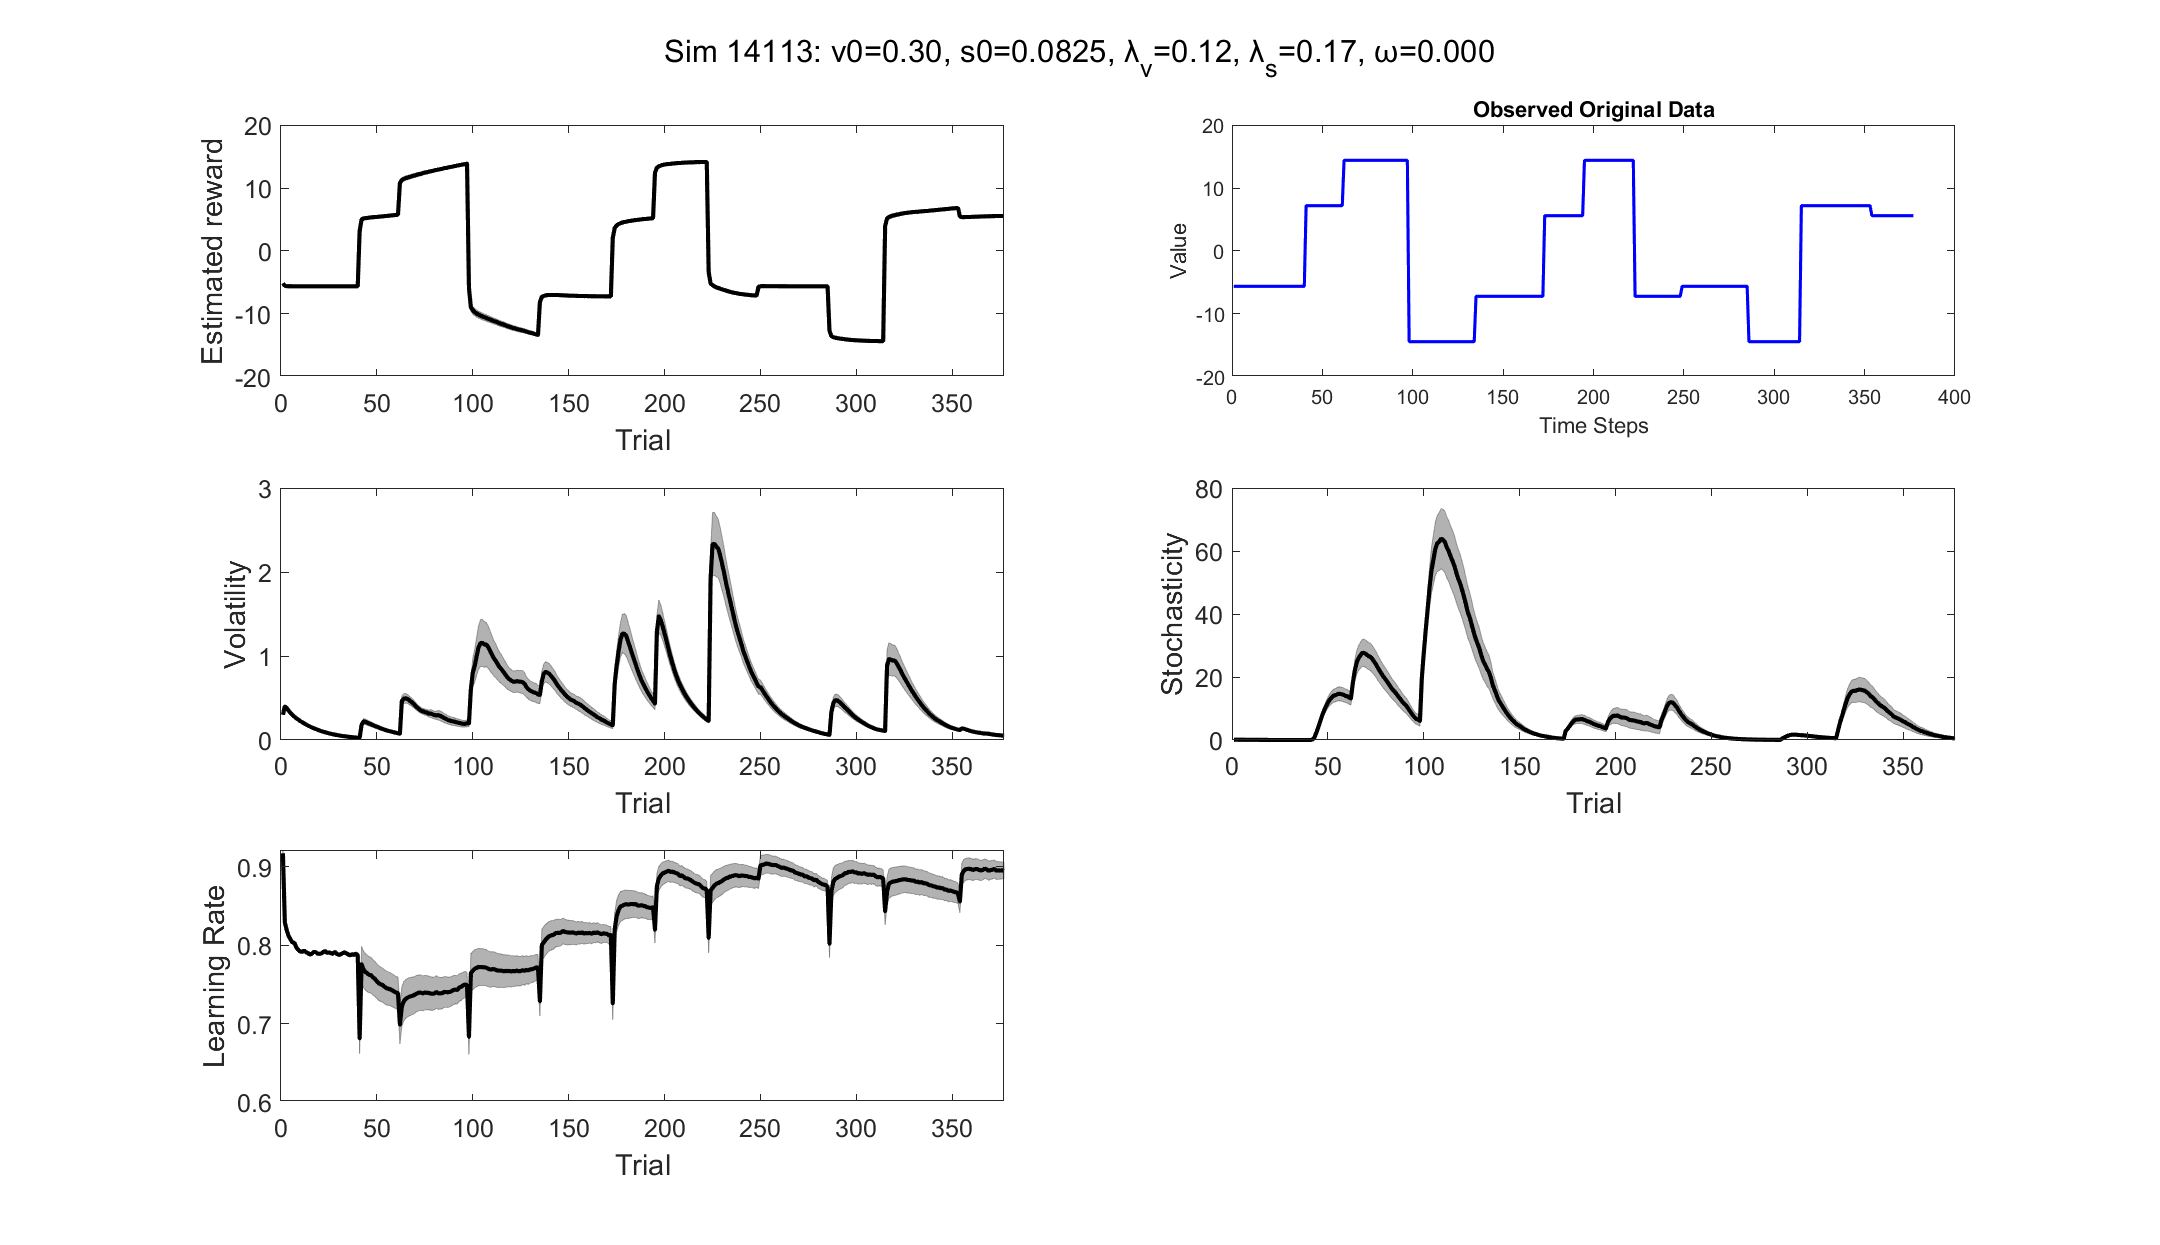 Sim 14113: v0=0.30, s0=0.0825, λv=0.12, λs=0.17, ω=0.000
Estimated reward
20
10
0
-10
-20
0 50 100 150 200 250 300 350
Trial
Observed Original Data
Value
20
10
0
-10
-20
0 50 100 150 200 250 300 350 400
Time Steps
Volatility
3
2
1
0
0 50 100 150 200 250 300 350
Trial
Stochasticity
80
60
40
20
0
0 50 100 150 200 250 300 350
Trial
Learning Rate
0.9
0.8
0.7
0.6
0 50 100 150 200 250 300 350
Trial